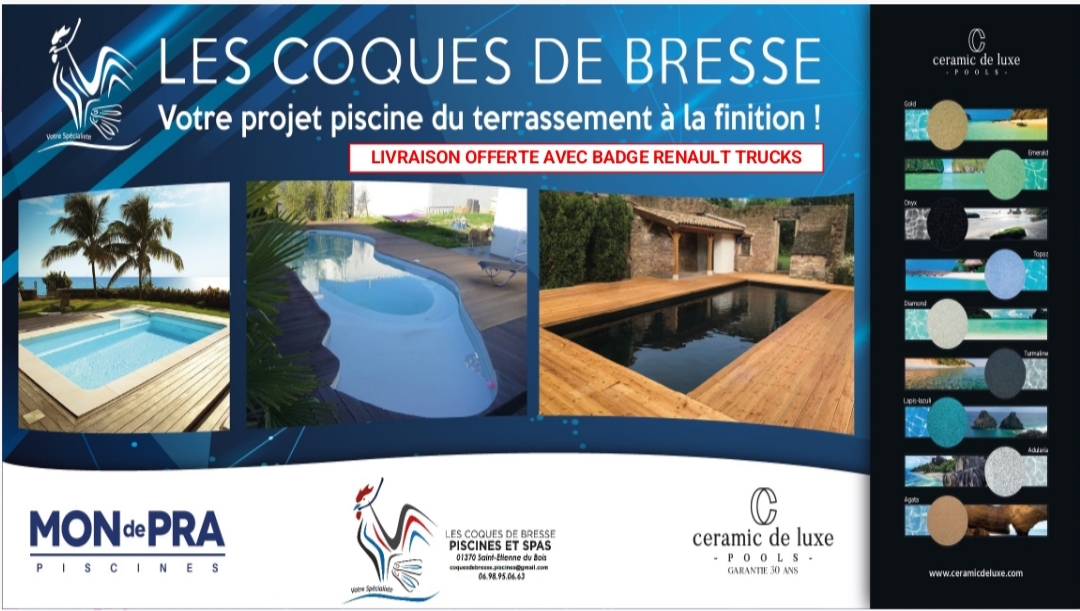 LES COQUES DE BRESSE
Votre projet piscine du terrassement à la finition !
Votre Spécialiste
LIVRAISON OFFERTE AVEC BADGE RENAULT TRUCKS
MON de PRA
PISCINES
Votre Spécialiste
LES COQUES DE BRESSE
PISCINES ET SPAS
01370 Saint-Etienne du Bois
coquesdebresse.piscines@gmail.com
06.98.95.06.63
ceramic de luxe
- POOLS -
GARANTIE 30 ANS
ceramic de luxe
- POOLS -
Gold
Emerald
Onyx
Topaz
Diamond
Turmaline
Lapis-lazuli
Adularia
Agata
www.ceramicdeluxe.com